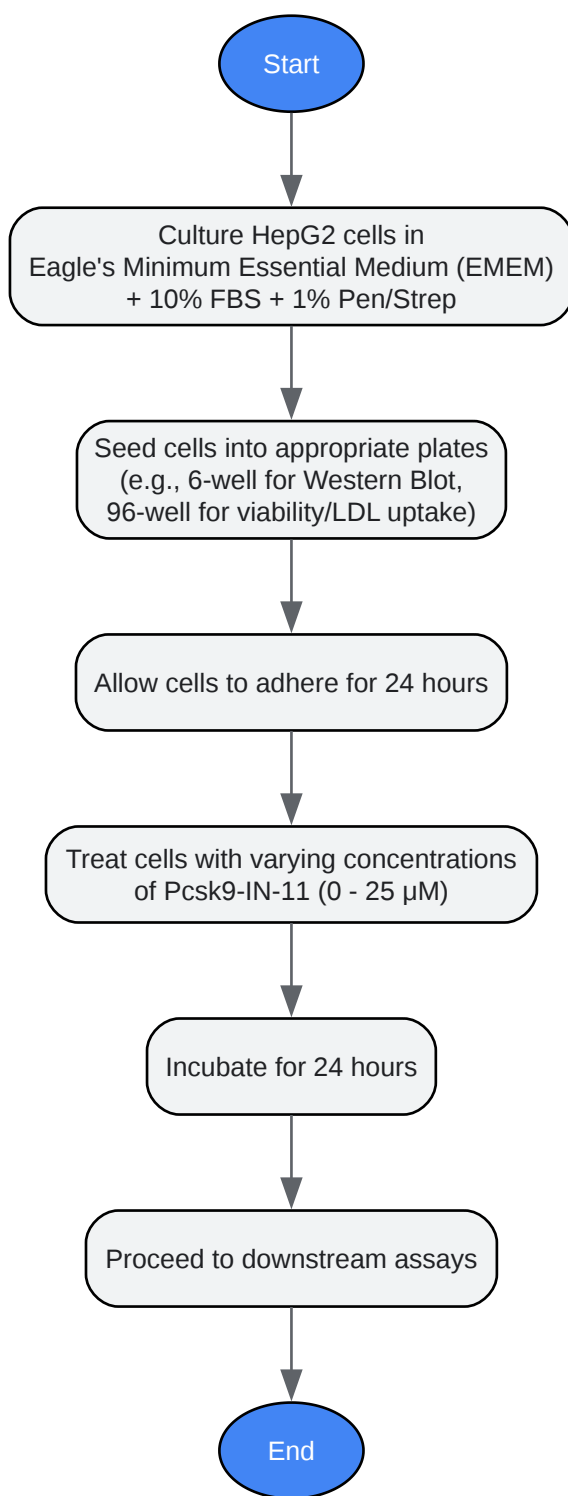 Start
Culture HepG2 cells in
Eagle's Minimum Essential Medium (EMEM)
+ 10% FBS + 1% Pen/Strep
Seed cells into appropriate plates
(e.g., 6-well for Western Blot,
96-well for viability/LDL uptake)
Allow cells to adhere for 24 hours
Treat cells with varying concentrations
of Pcsk9-IN-11 (0 - 25 μM)
Incubate for 24 hours
Proceed to downstream assays
End